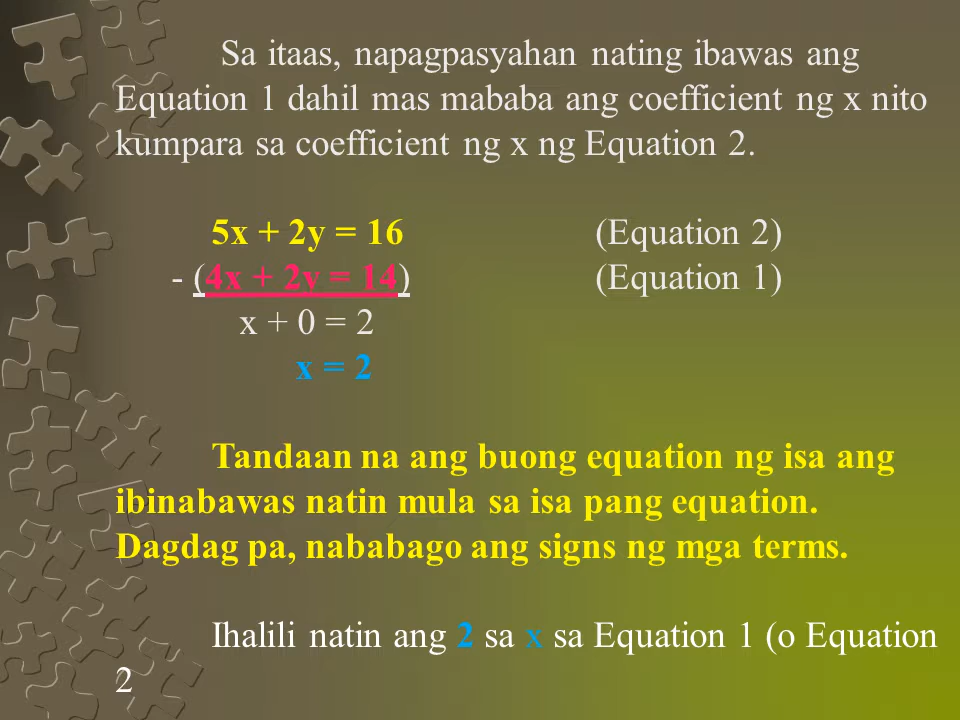 Sa itaas, napagpasyahan nating ibawas ang
Equation 1 dahil mas mababa ang coefficient ng x nito
kumpara sa coefficient ng x ng Equation 2.
5x + 2y = 16 (Equation 2)
- (4x + 2y = 14) (Equation 1)
x + 0 = 2
x = 2
Tandaan na ang buong equation ng isa ang
ibinabawas natin mula sa isa pang equation.
Dagdag pa, nababago ang signs ng mga terms.
Ihalili natin ang 2 sa x sa Equation 1 (o Equation
2